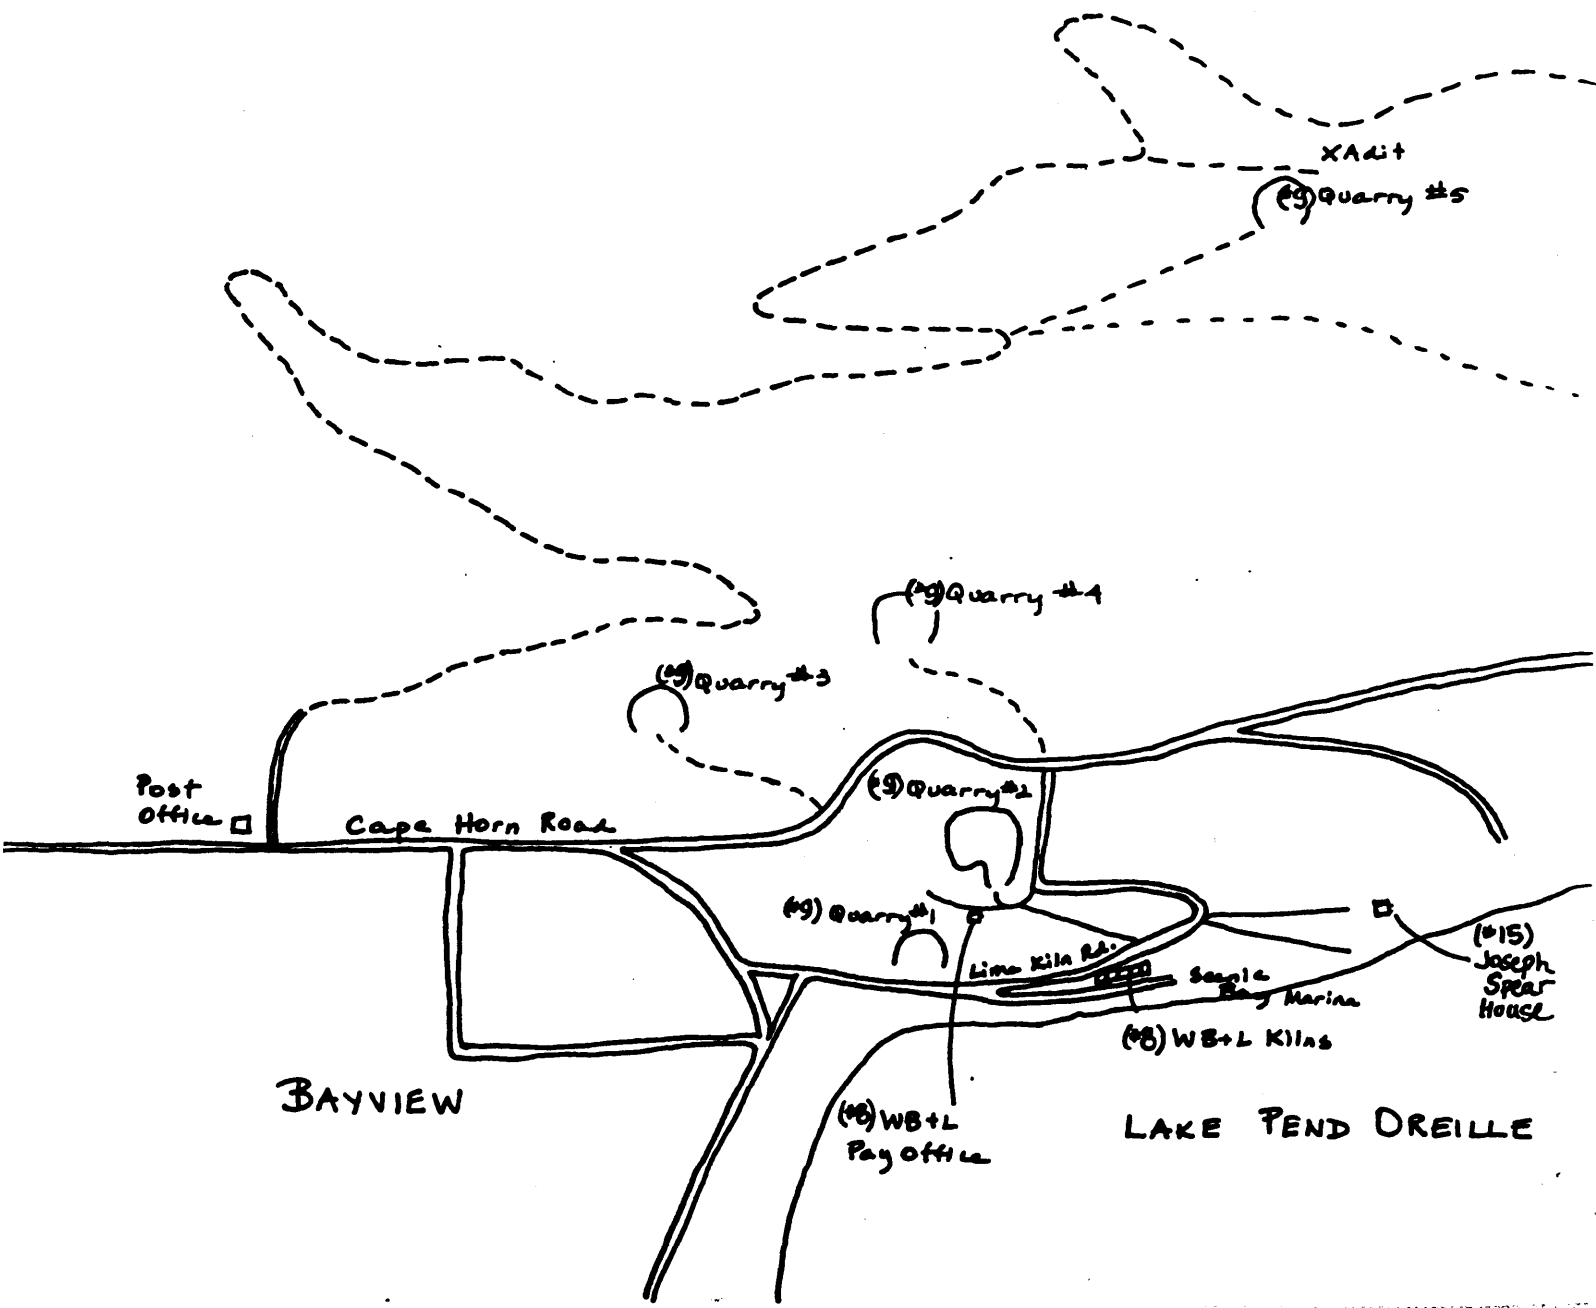 XAdit
(#9) Quarry #5
(#9) Quarry #4
(#9) Quarry #3
Post
Office
Cape Horn Road
(#9) Quarry #2
(#9) Quarry #1
Lime Kiln Rd.
Scenic
Bay Marina
(#15)
Joseph
Spear
House
(#8) WB+L Kilns
BAYVIEW
(#8) WB+L
Pay Office
LAKE PEND OREILLE